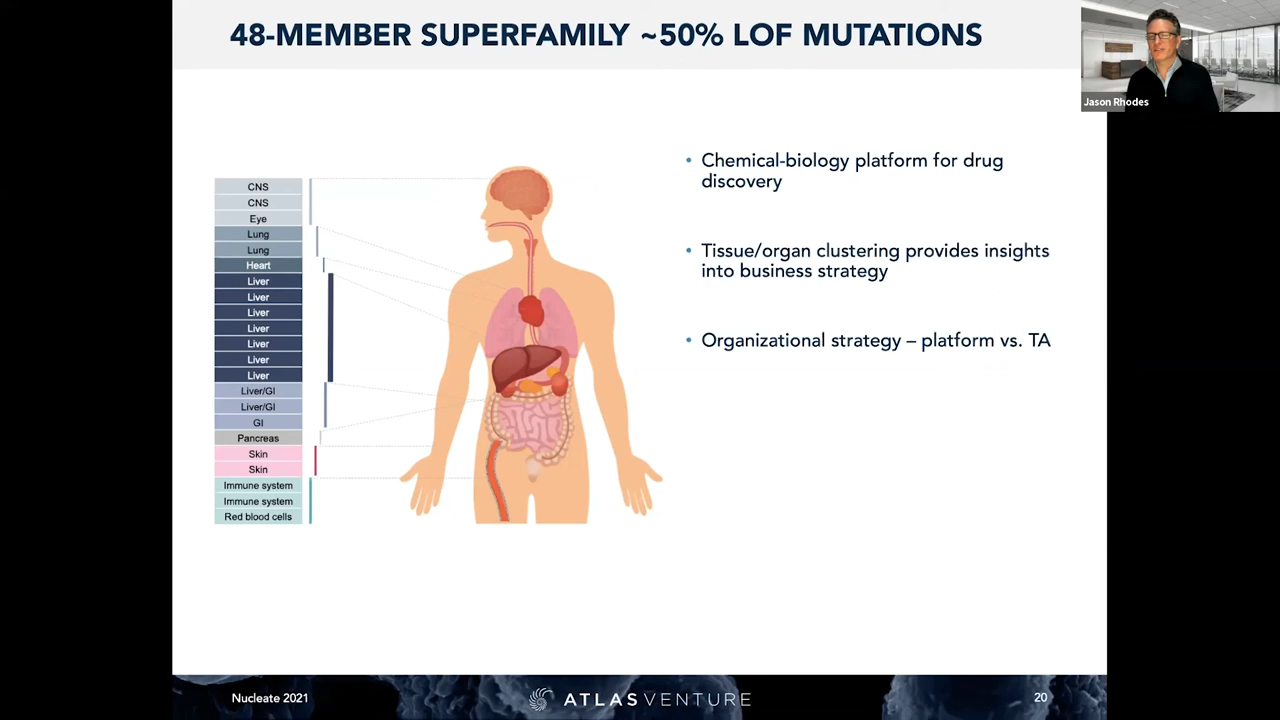 48-MEMBER SUPERFAMILY ~50% LOF MUTATIONS
Jason Rhodes
• Chemical-biology platform for drug
discovery
• Tissue/organ clustering provides insights
into business strategy
• Organizational strategy – platform vs. TA
CNS
CNS
Eye
Lung
Lung
Heart
Liver
Liver
Liver
Liver
Liver
Liver
Liver
Liver/GI
Liver/GI
GI
Pancreas
Skin
Skin
Immune system
Immune system
Red blood cells
Nucleate 2021
ATLAS VENTURE
20